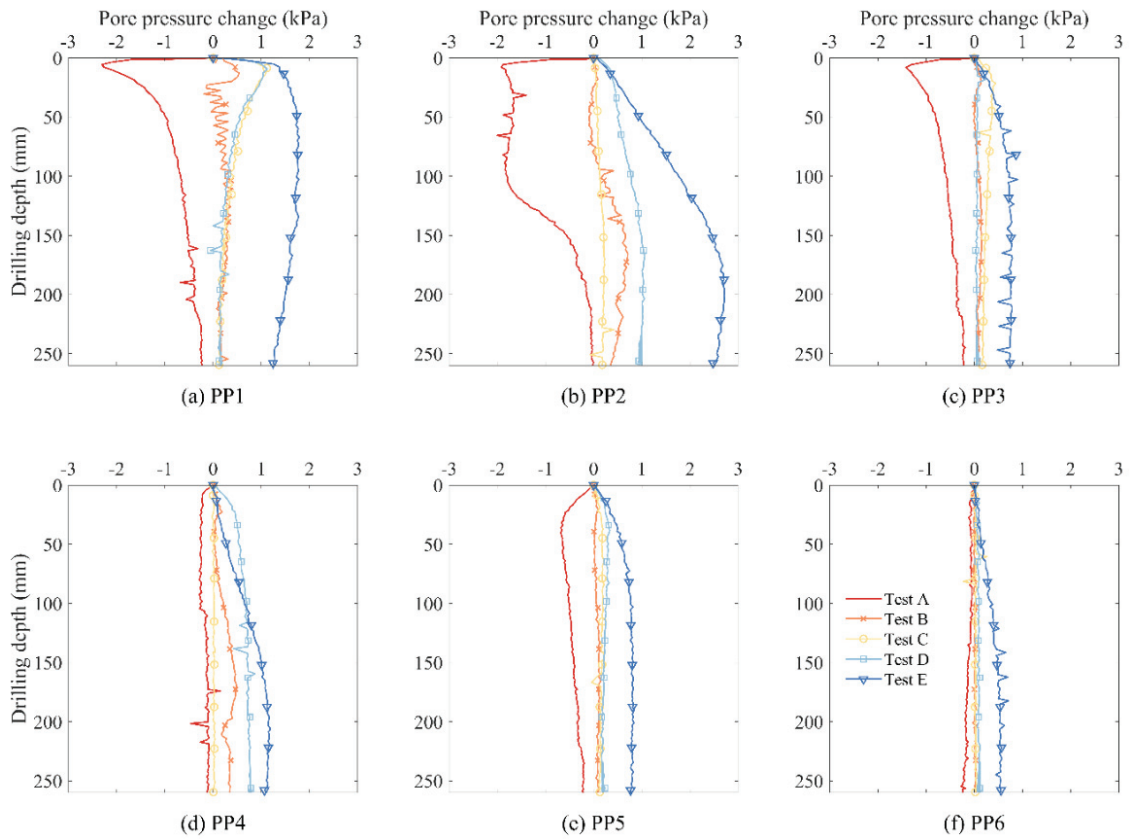 Pore pressure change (kPa)
Pore pressure change (kPa)
Pore pressure change (kPa)
-3 -2 -1 0 1 2 3
-3 -2 -1 0 1 2 3
-3 -2 -1 0 1 2 3
0
50
100
150
200
250
Drilling depth (mm)
0
50
100
150
200
250
0
50
100
150
200
250
(a) PP1
(b) PP2
(c) PP3
-3 -2 -1 0 1 2 3
-3 -2 -1 0 1 2 3
-3 -2 -1 0 1 2 3
0
50
100
150
200
250
Drilling depth (mm)
0
50
100
150
200
250
0
50
100
150
200
250
Test A
Test B
Test C
Test D
Test E
(d) PP4
(e) PP5
(f) PP6